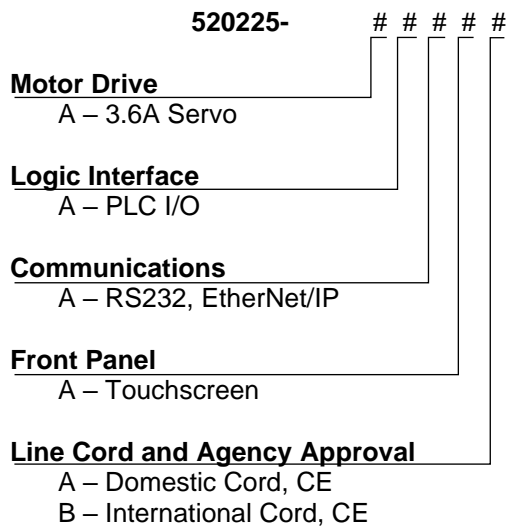 520225- # # # # #
Motor Drive
A – 3.6A Servo
Logic Interface
A – PLC I/O
Communications
A – RS232, EtherNet/IP
Front Panel
A – Touchscreen
Line Cord and Agency Approval
A – Domestic Cord, CE
B – International Cord, CE